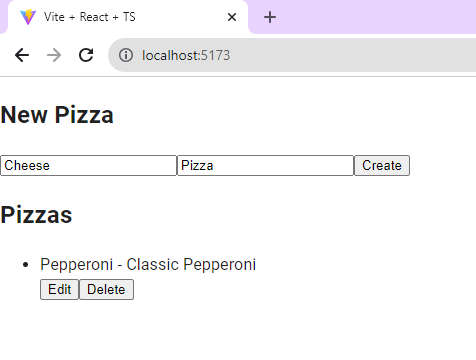 Vite + React + TS
localhost:5173
New Pizza
Cheese Pizza Create
Pizzas
Pepperoni - Classic Pepperoni
Edit Delete